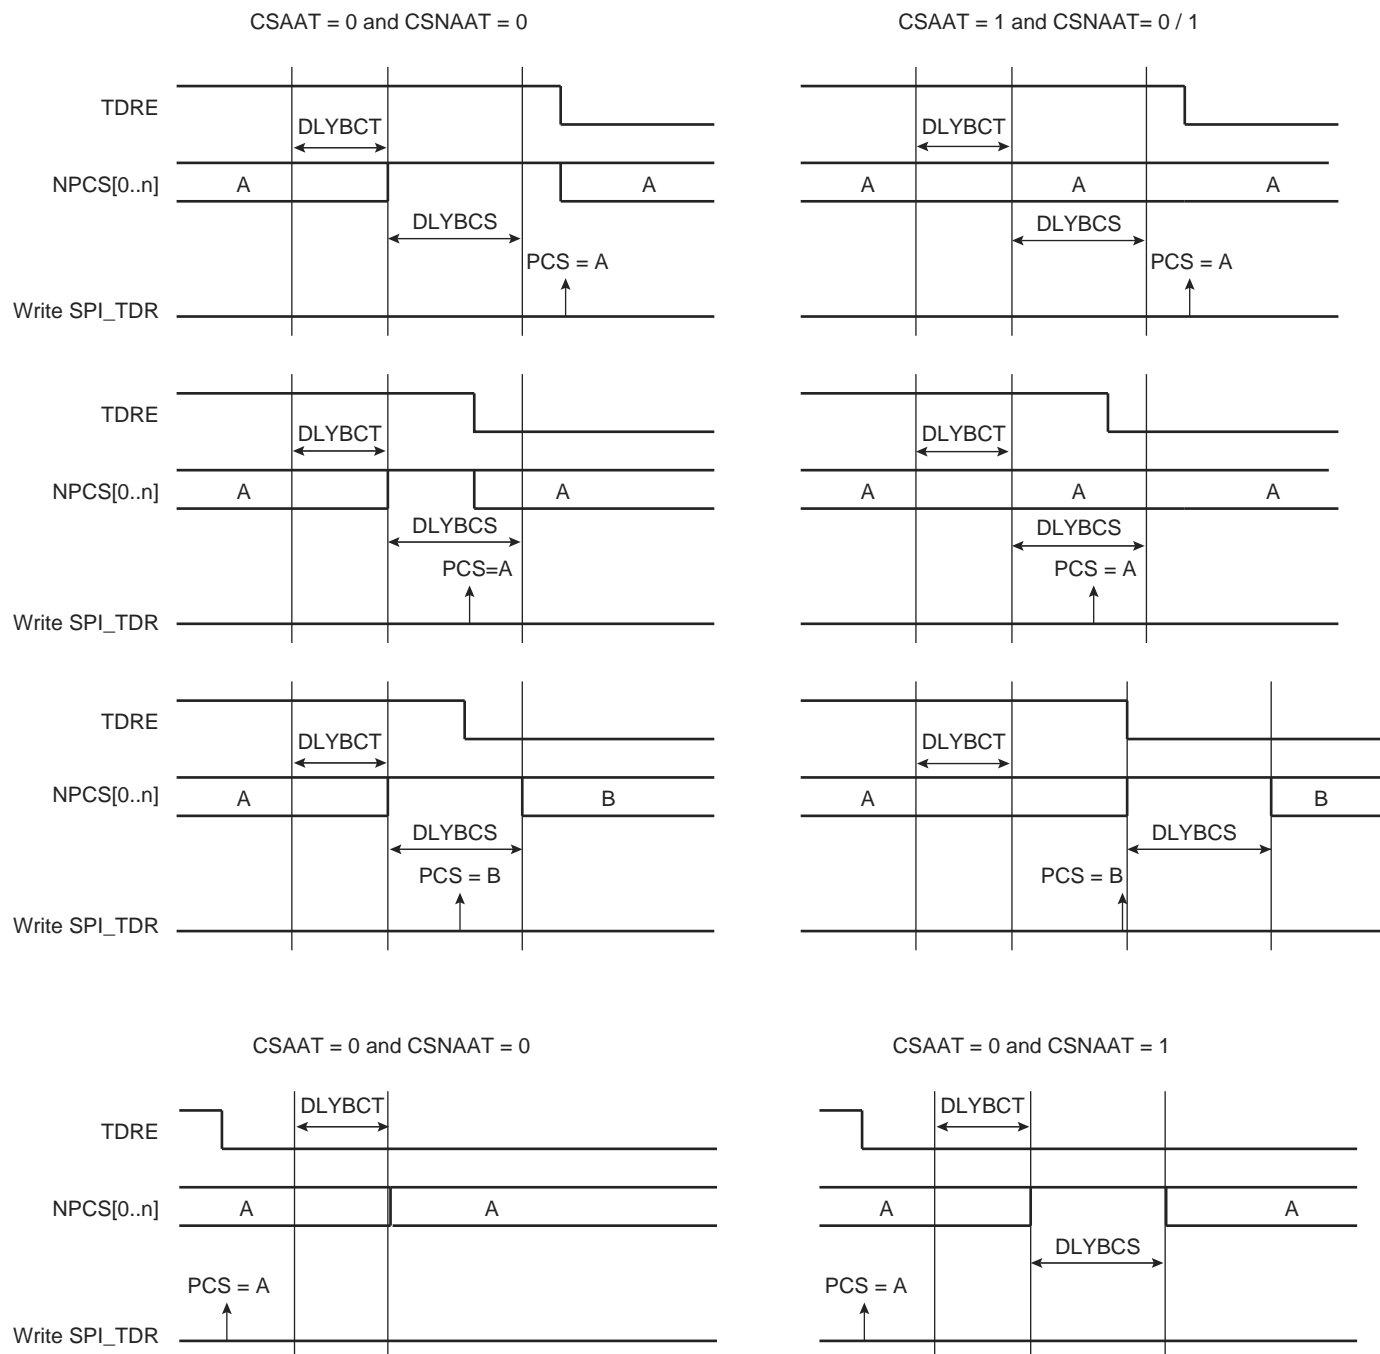 CSAAT = 0 and CSNAAT = 0
CSAAT = 1 and CSNAAT= 0 / 1
TDRE
DLYBCT
DLYBCT
NPCS[0..n]
A
A
A
A
A
DLYBCS
DLYBCS
PCS = A
PCS = A
Write SPI_TDR
TDRE
DLYBCT
DLYBCT
NPCS[0..n]
A
A
A
A
A
DLYBCS
DLYBCS
PCS=A
PCS = A
Write SPI_TDR
TDRE
DLYBCT
DLYBCT
NPCS[0..n]
A
B
A
B
DLYBCS
DLYBCS
PCS = B
PCS = B
Write SPI_TDR
CSAAT = 0 and CSNAAT = 0
CSAAT = 0 and CSNAAT = 1
DLYBCT
DLYBCT
TDRE
NPCS[0..n]
A
A
A
A
DLYBCS
PCS = A
PCS = A
Write SPI_TDR